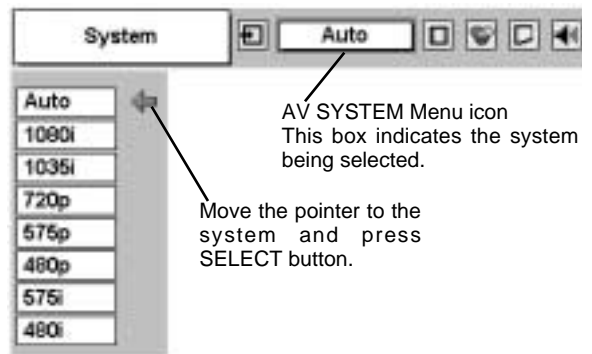 System
Auto
AV SYSTEM Menu icon
This box indicates the system
being selected.
Auto
1080i
1035i
720p
575p
480p
575i
480i
Move the pointer to the
system and press
SELECT button.